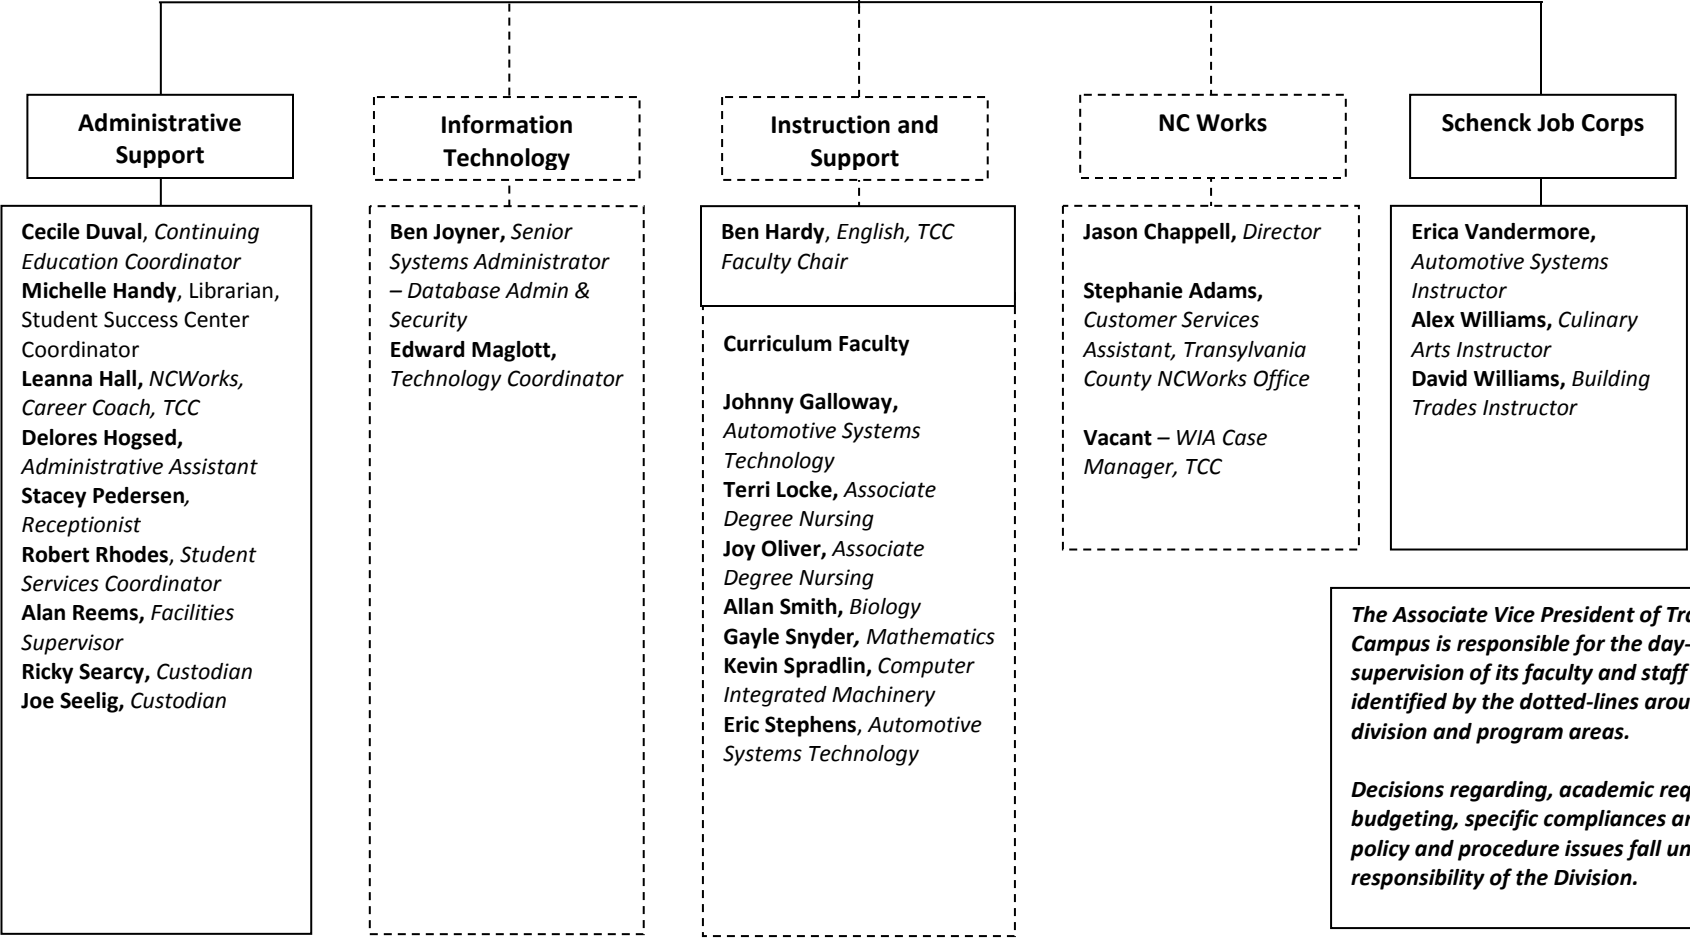 Administrative
Support
Information
Technology
Instruction and
Support
NC Works
Schenck Job Corps
Cecile Duval, Continuing
Education Coordinator
Michelle Handy, Librarian,
Student Success Center
Coordinator
Leanna Hall, NCWorks,
Career Coach, TCC
Delores Hogsed,
Administrative Assistant
Stacey Pedersen,
Receptionist
Robert Rhodes, Student
Services Coordinator
Alan Reems, Facilities
Supervisor
Ricky Searcy, Custodian
Joe Seelig, Custodian
Ben Joyner, Senior
Systems Administrator
– Database Admin &
Security
Edward Maglott,
Technology Coordinator
Ben Hardy, English, TCC
Faculty Chair
Curriculum Faculty
Johnny Galloway,
Automotive Systems
Technology
Terri Locke, Associate
Degree Nursing
Joy Oliver, Associate
Degree Nursing
Allan Smith, Biology
Gayle Snyder, Mathematics
Kevin Spradlin, Computer
Integrated Machinery
Eric Stephens, Automotive
Systems Technology
Jason Chappell, Director
Stephanie Adams,
Customer Services
Assistant, Transylvania
County NCWorks Office
Vacant – WIA Case
Manager, TCC
Erica Vandermore,
Automotive Systems
Instructor
Alex Williams, Culinary
Arts Instructor
David Williams, Building
Trades Instructor
The Associate Vice President of
Campus is responsible for the day-
supervision of its faculty and staff
identified by the dotted-lines
division and program areas.
Decisions regarding, academic
budgeting, specific compliances
policy and procedure issues fall
responsibility of the Division.